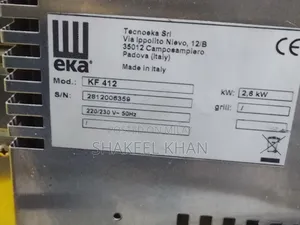 eka
Tecnoeka Srl
Via Ippolito Nievo, 12/B
35012 Camposampiero
Padova (Italy)
Made in Italy
Mod.: KF 412
kW: 2,8 kW
S/N: 2812006359
grill: /
220/230 V~ 50Hz
/
/
CE
SHAKEEL KHAN